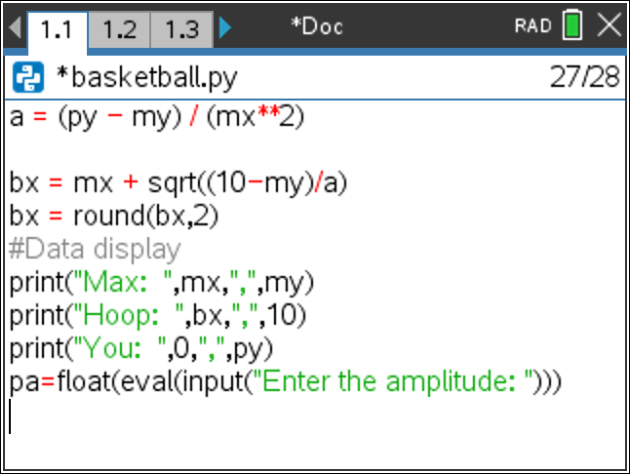 1.1 1.2 1.3 *Doc RAD
*basketball.py 27/28
a = (py - my) / (mx**2)
bx = mx + sqrt((10-my)/a)
bx = round(bx,2)
#Data display
print("Max:  ",mx,",",my)
print("Hoop:  ",bx,",",10)
print("You:  ",0,",",py)
pa=float(eval(input("Enter the amplitude: ")))